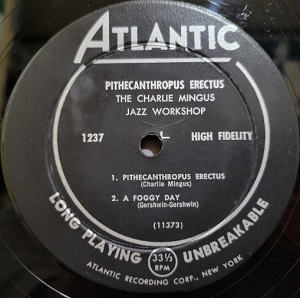 ATLANTIC
PITHECANTHROPUS ERECTUS
THE CHARLIE MINGUS
JAZZ WORKSHOP
1237 HIGH FIDELITY
1. PITHECANTHROPUS ERECTUS
(Charlie Mingus)
2. A FOGGY DAY
(Gershwin-Gershwin)
(11373)
LONG PLAYING 33⅓ RPM UNBREAKABLE
ATLANTIC RECORDING CORP., NEW YORK